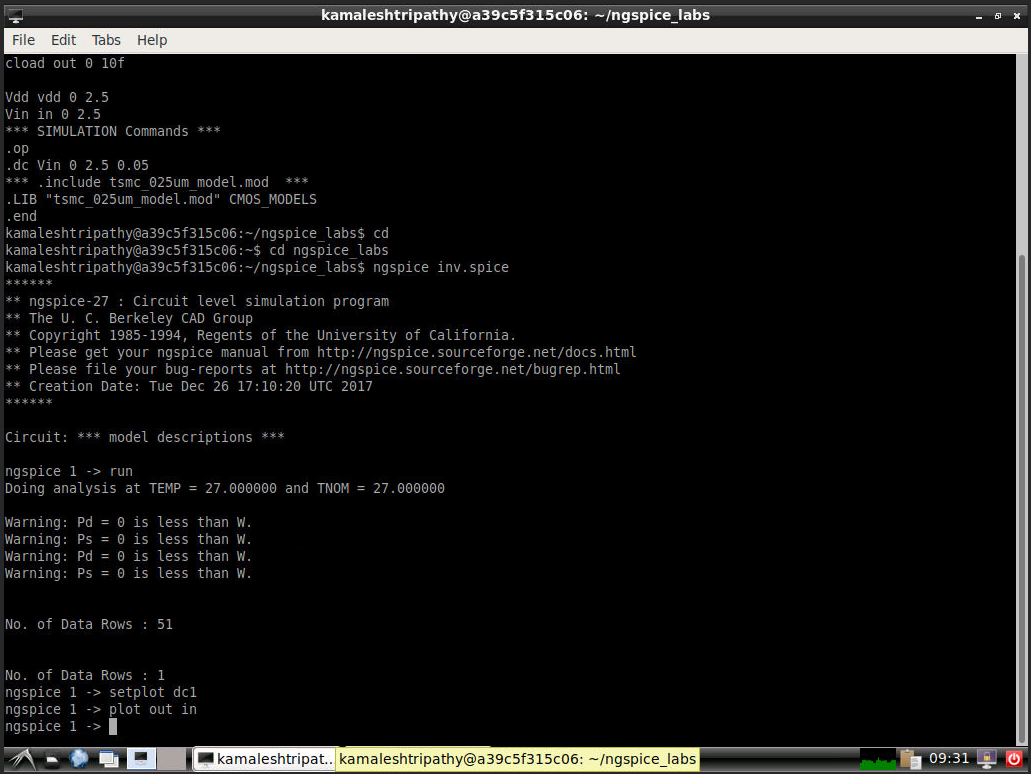 kamaleshtripathy@a39c5f315c06: ~/ngspice_labs
File Edit Tabs Help
cload out 0 10f
Vdd vdd 0 2.5
Vin in 0 2.5
*** SIMULATION Commands ***
.op
.dc Vin 0 2.5 0.05
*** .include tsmc_025um_model.mod  ***
.LIB "tsmc_025um_model.mod" CMOS_MODELS
.end
kamaleshtripathy@a39c5f315c06:~/ngspice_labs$ cd
kamaleshtripathy@a39c5f315c06:~$ cd ngspice_labs
kamaleshtripathy@a39c5f315c06:~/ngspice_labs$ ngspice inv.spice
******
** ngspice-27 : Circuit level simulation program
** The U. C. Berkeley CAD Group
** Copyright 1985-1994, Regents of the University of California.
** Please get your ngspice manual from http://ngspice.sourceforge.net/docs.html
** Please file your bug-reports at http://ngspice.sourceforge.net/bugrep.html
** Creation Date: Tue Dec 26 17:10:20 UTC 2017
******
Circuit: *** model descriptions ***
ngspice 1 -> run
Doing analysis at TEMP = 27.000000 and TNOM = 27.000000
Warning: Pd = 0 is less than W.
Warning: Ps = 0 is less than W.
Warning: Pd = 0 is less than W.
Warning: Ps = 0 is less than W.
No. of Data Rows : 51
No. of Data Rows : 1
ngspice 1 -> setplot dc1
ngspice 1 -> plot out in
ngspice 1 ->
kamaleshtripat.. kamaleshtripathy@a39c5f315c06: ~/ngspice_labs 09:31